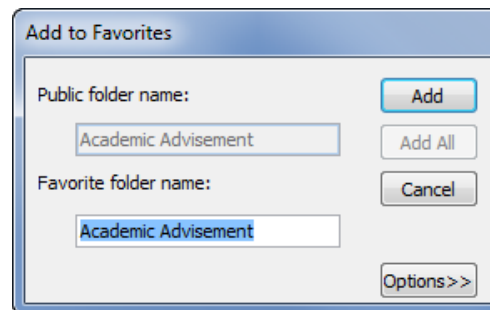 Add to Favorites
Public folder name:
Add
Academic Advisement
Add All
Favorite folder name:
Cancel
Academic Advisement
Options>>